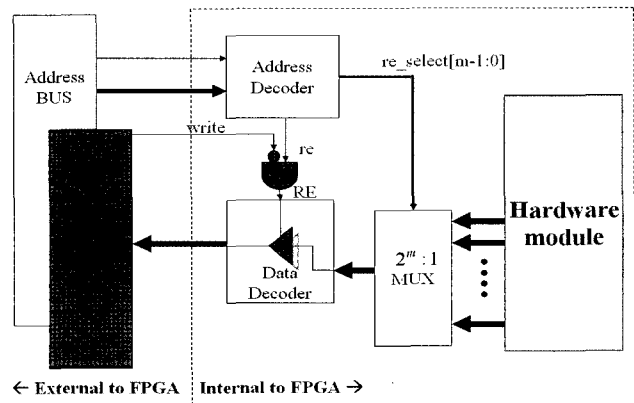 Address
BUS
Address
Decoder
re_select[m-1:0]
write
re
RE
Data
Decoder
2^m : 1
MUX
Hardware
module
← External to FPGA
Internal to FPGA →